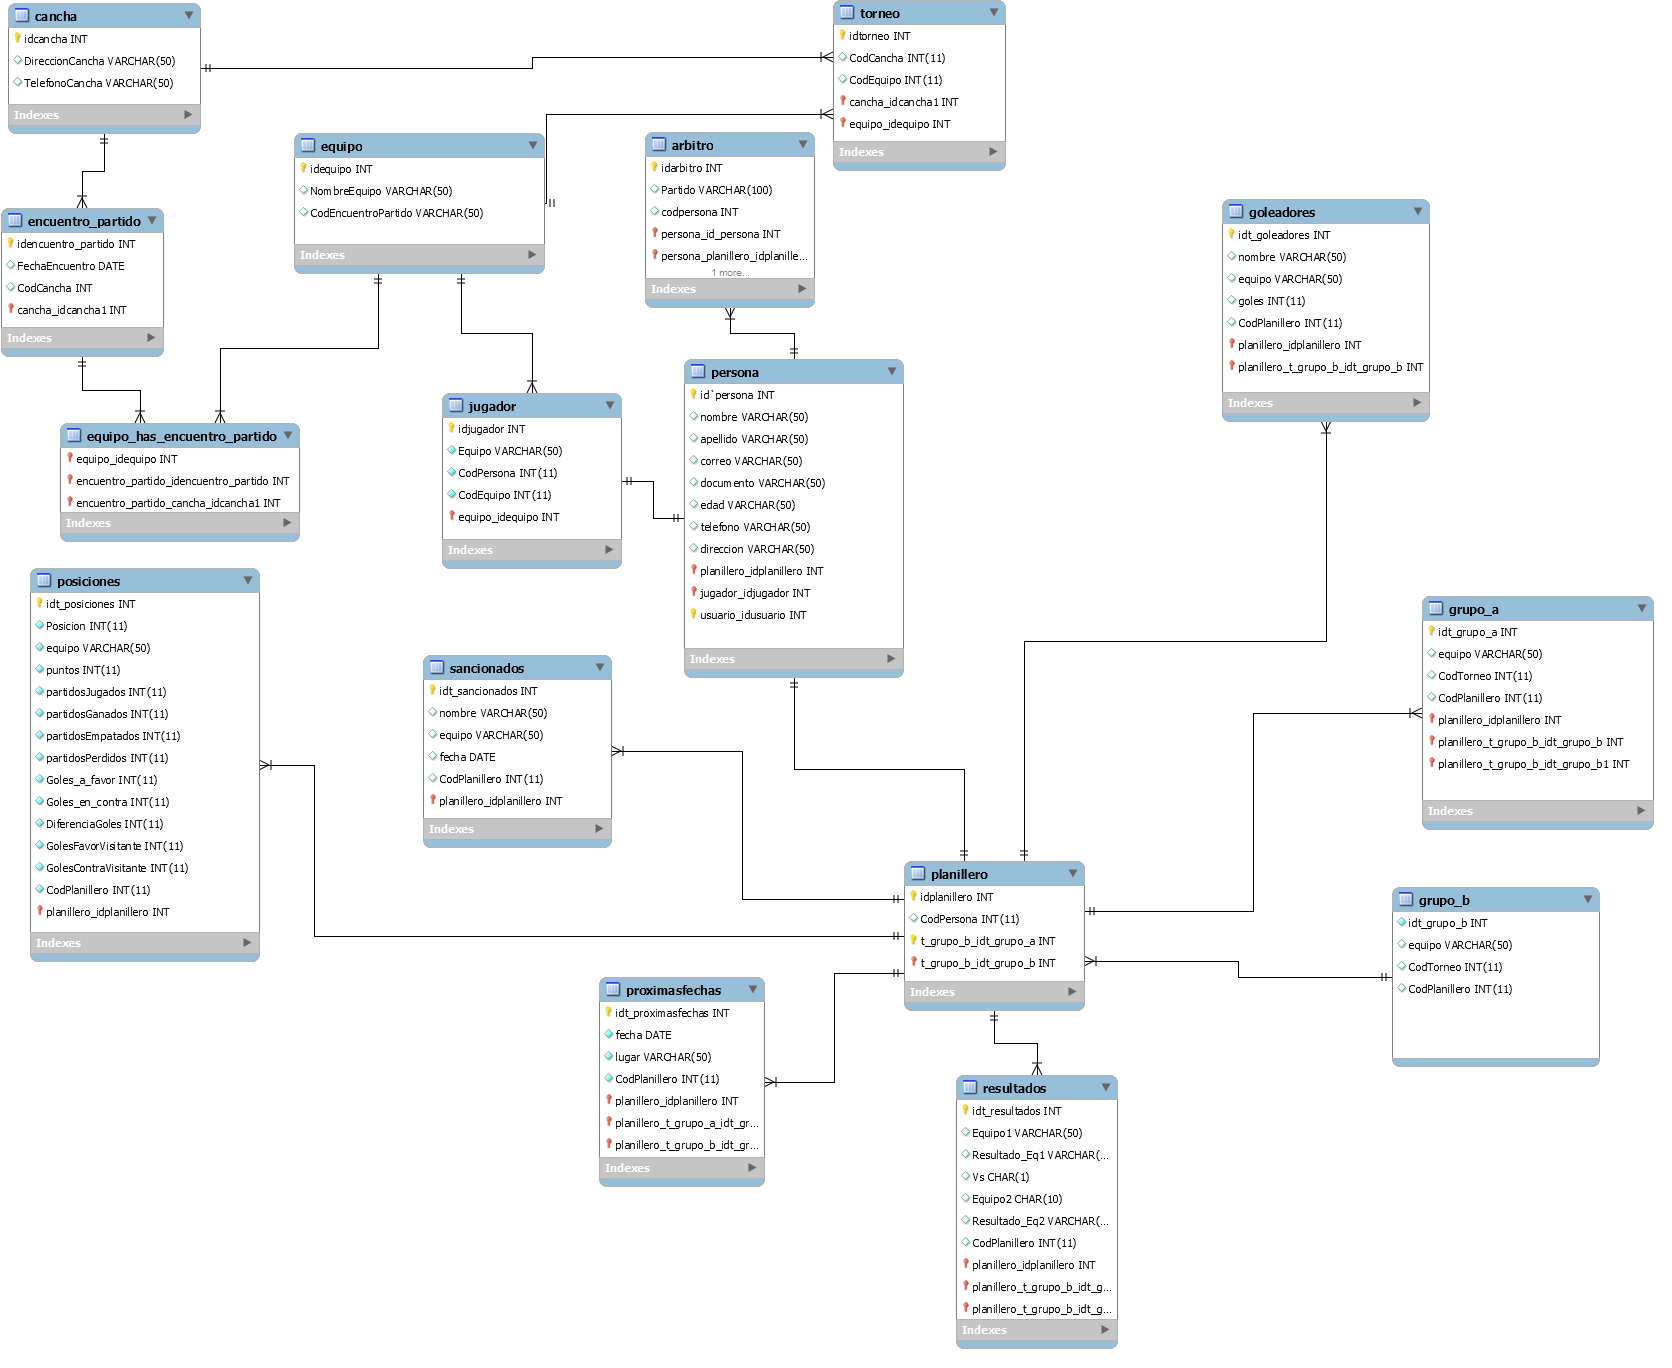 cancha
idcancha INT
DireccionCancha VARCHAR(50)
TelefonoCancha VARCHAR(50)
Indexes
torneo
idtorneo INT
CodCancha INT(11)
CodEquipo INT(11)
cancha_idcancha1 INT
equipo_idequipo INT
Indexes
equipo
idequipo INT
NombreEquipo VARCHAR(50)
CodEncuentroPartido VARCHAR(50)
Indexes
arbitro
idarbitro INT
Partido VARCHAR(100)
codpersona INT
persona_id_persona INT
persona_planillero_idplanille...
1 more...
Indexes
encuentro_partido
idencuentro_partido INT
FechaEncuentro DATE
CodCancha INT
cancha_idcancha1 INT
Indexes
goleadores
idt_goleadores INT
nombre VARCHAR(50)
equipo VARCHAR(50)
goles INT(11)
CodPlanillero INT(11)
planillero_idplanillero INT
planillero_t_grupo_b_idt_grupo_b INT
Indexes
equipo_has_encuentro_partido
equipo_idequipo INT
encuentro_partido_idencuentro_partido INT
encuentro_partido_cancha_idcancha1 INT
Indexes
jugador
idjugador INT
Equipo VARCHAR(50)
CodPersona INT(11)
CodEquipo INT(11)
equipo_idequipo INT
Indexes
persona
id`persona INT
nombre VARCHAR(50)
apellido VARCHAR(50)
correo VARCHAR(50)
documento VARCHAR(50)
edad VARCHAR(50)
telefono VARCHAR(50)
direccion VARCHAR(50)
planillero_idplanillero INT
jugador_idjugador INT
usuario_idusuario INT
Indexes
posiciones
idt_posiciones INT
Posicion INT(11)
equipo VARCHAR(50)
puntos INT(11)
partidosJugados INT(11)
partidosGanados INT(11)
partidosEmpatados INT(11)
partidosPerdidos INT(11)
Goles_a_favor INT(11)
Goles_en_contra INT(11)
DiferenciaGoles INT(11)
GolesFavorVisitante INT(11)
GolesContraVisitante INT(11)
CodPlanillero INT(11)
planillero_idplanillero INT
Indexes
sancionados
idt_sancionados INT
nombre VARCHAR(50)
equipo VARCHAR(50)
fecha DATE
CodPlanillero INT(11)
planillero_idplanillero INT
Indexes
grupo_a
idt_grupo_a INT
equipo VARCHAR(50)
CodTorneo INT(11)
CodPlanillero INT(11)
planillero_idplanillero INT
planillero_t_grupo_b_idt_grupo_b INT
planillero_t_grupo_b_idt_grupo_b1 INT
Indexes
planillero
idplanillero INT
CodPersona INT(11)
t_grupo_b_idt_grupo_a INT
t_grupo_b_idt_grupo_b INT
Indexes
grupo_b
idt_grupo_b INT
equipo VARCHAR(50)
CodTorneo INT(11)
CodPlanillero INT(11)
proximasfechas
idt_proximasfechas INT
fecha DATE
lugar VARCHAR(50)
CodPlanillero INT(11)
planillero_idplanillero INT
planillero_t_grupo_a_idt_gr...
planillero_t_grupo_b_idt_gr...
Indexes
resultados
idt_resultados INT
Equipo1 VARCHAR(50)
Resultado_Eq1 VARCHAR(...
Vs CHAR(1)
Equipo2 CHAR(10)
Resultado_Eq2 VARCHAR(...
CodPlanillero INT(11)
planillero_idplanillero INT
planillero_t_grupo_b_idt_g...
planillero_t_grupo_b_idt_g...
Indexes